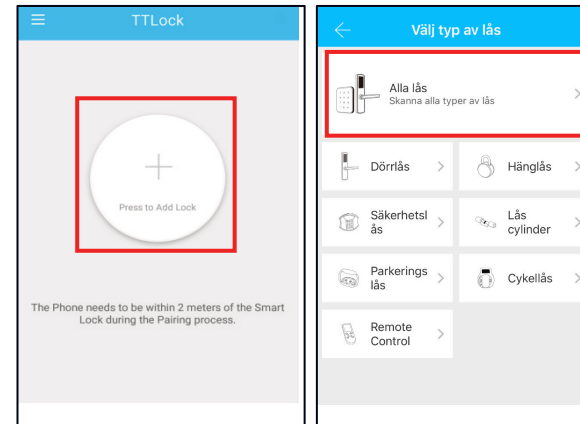 TTLock
Press to Add Lock
The Phone needs to be within 2 meters of the Smart
Lock during the Pairing process.
Välj typ av lås
Alla lås
Skanna alla typer av lås
Dörrlås
Hänglås
Säkerhetsl
ås
Lås
cylinder
Parkerings
lås
Cykellås
Remote
Control